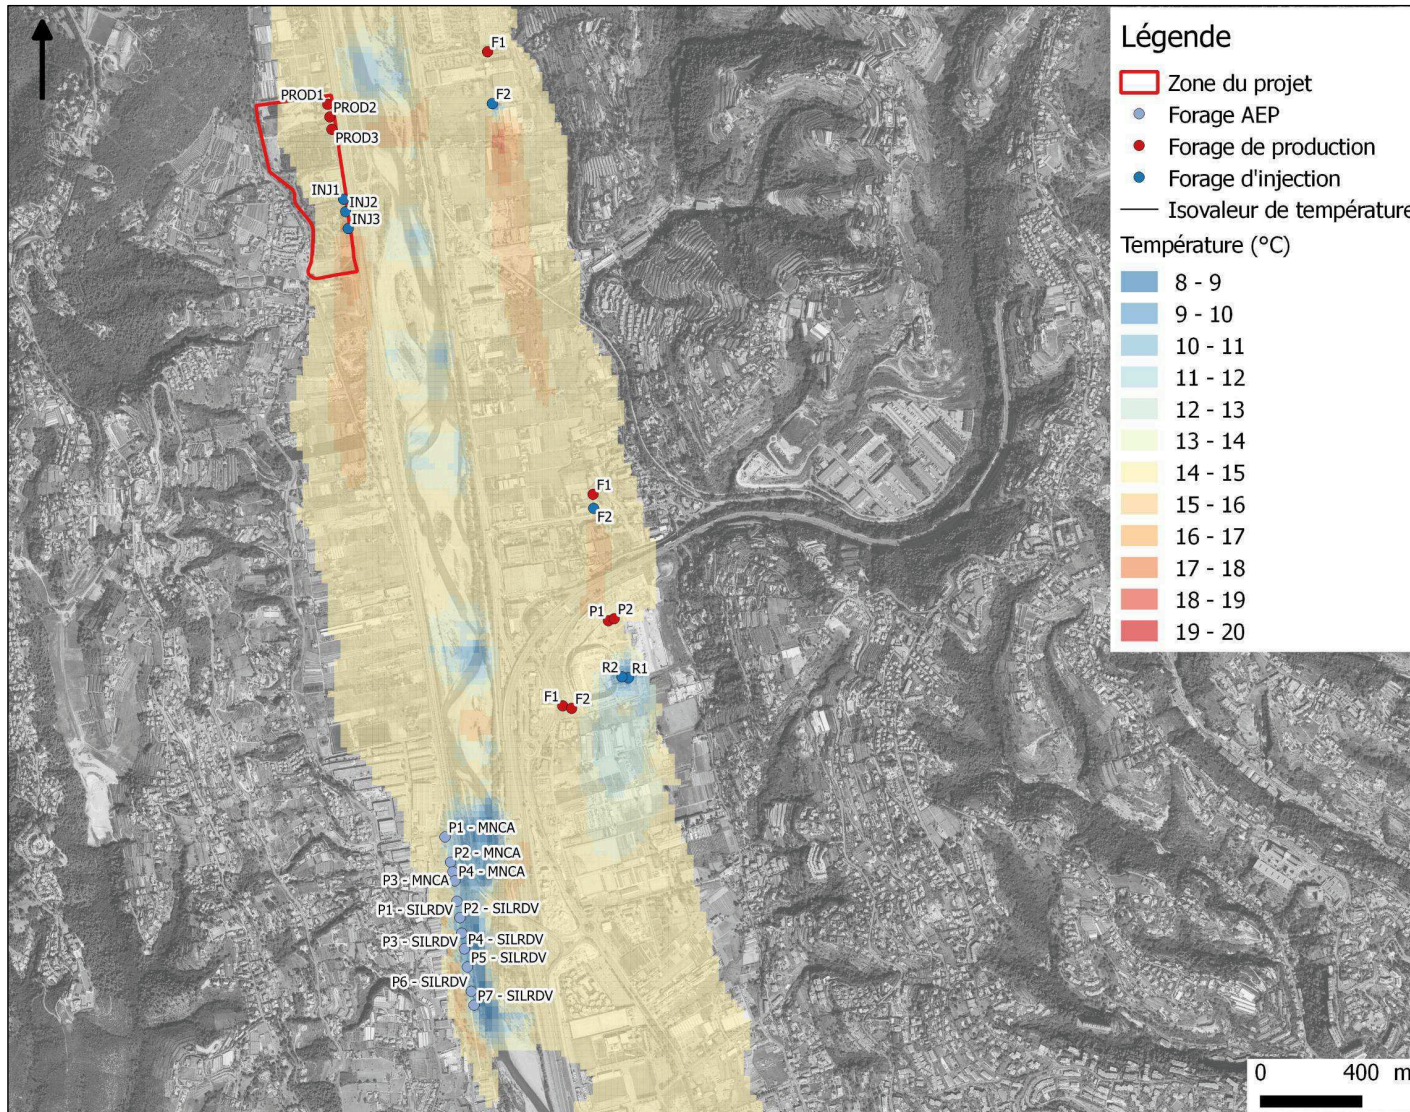 F1
F2
PROD1
PROD2
PROD3
INJ1
INJ2
INJ3
F1
F2
P1
P2
R2
R1
F1
F2
P1 - MNCA
P2 - MNCA
P4 - MNCA
P3 - MNCA
P1 - SILRDV
P2 - SILRDV
P3 - SILRDV
P4 - SILRDV
P5 - SILRDV
P6 - SILRDV
P7 - SILRDV
Légende
Zone du projet
Forage AEP
Forage de production
Forage d'injection
Isovaleur de température
Température (°C)
8 - 9
9 - 10
10 - 11
11 - 12
12 - 13
13 - 14
14 - 15
15 - 16
16 - 17
17 - 18
18 - 19
19 - 20
0 400 m